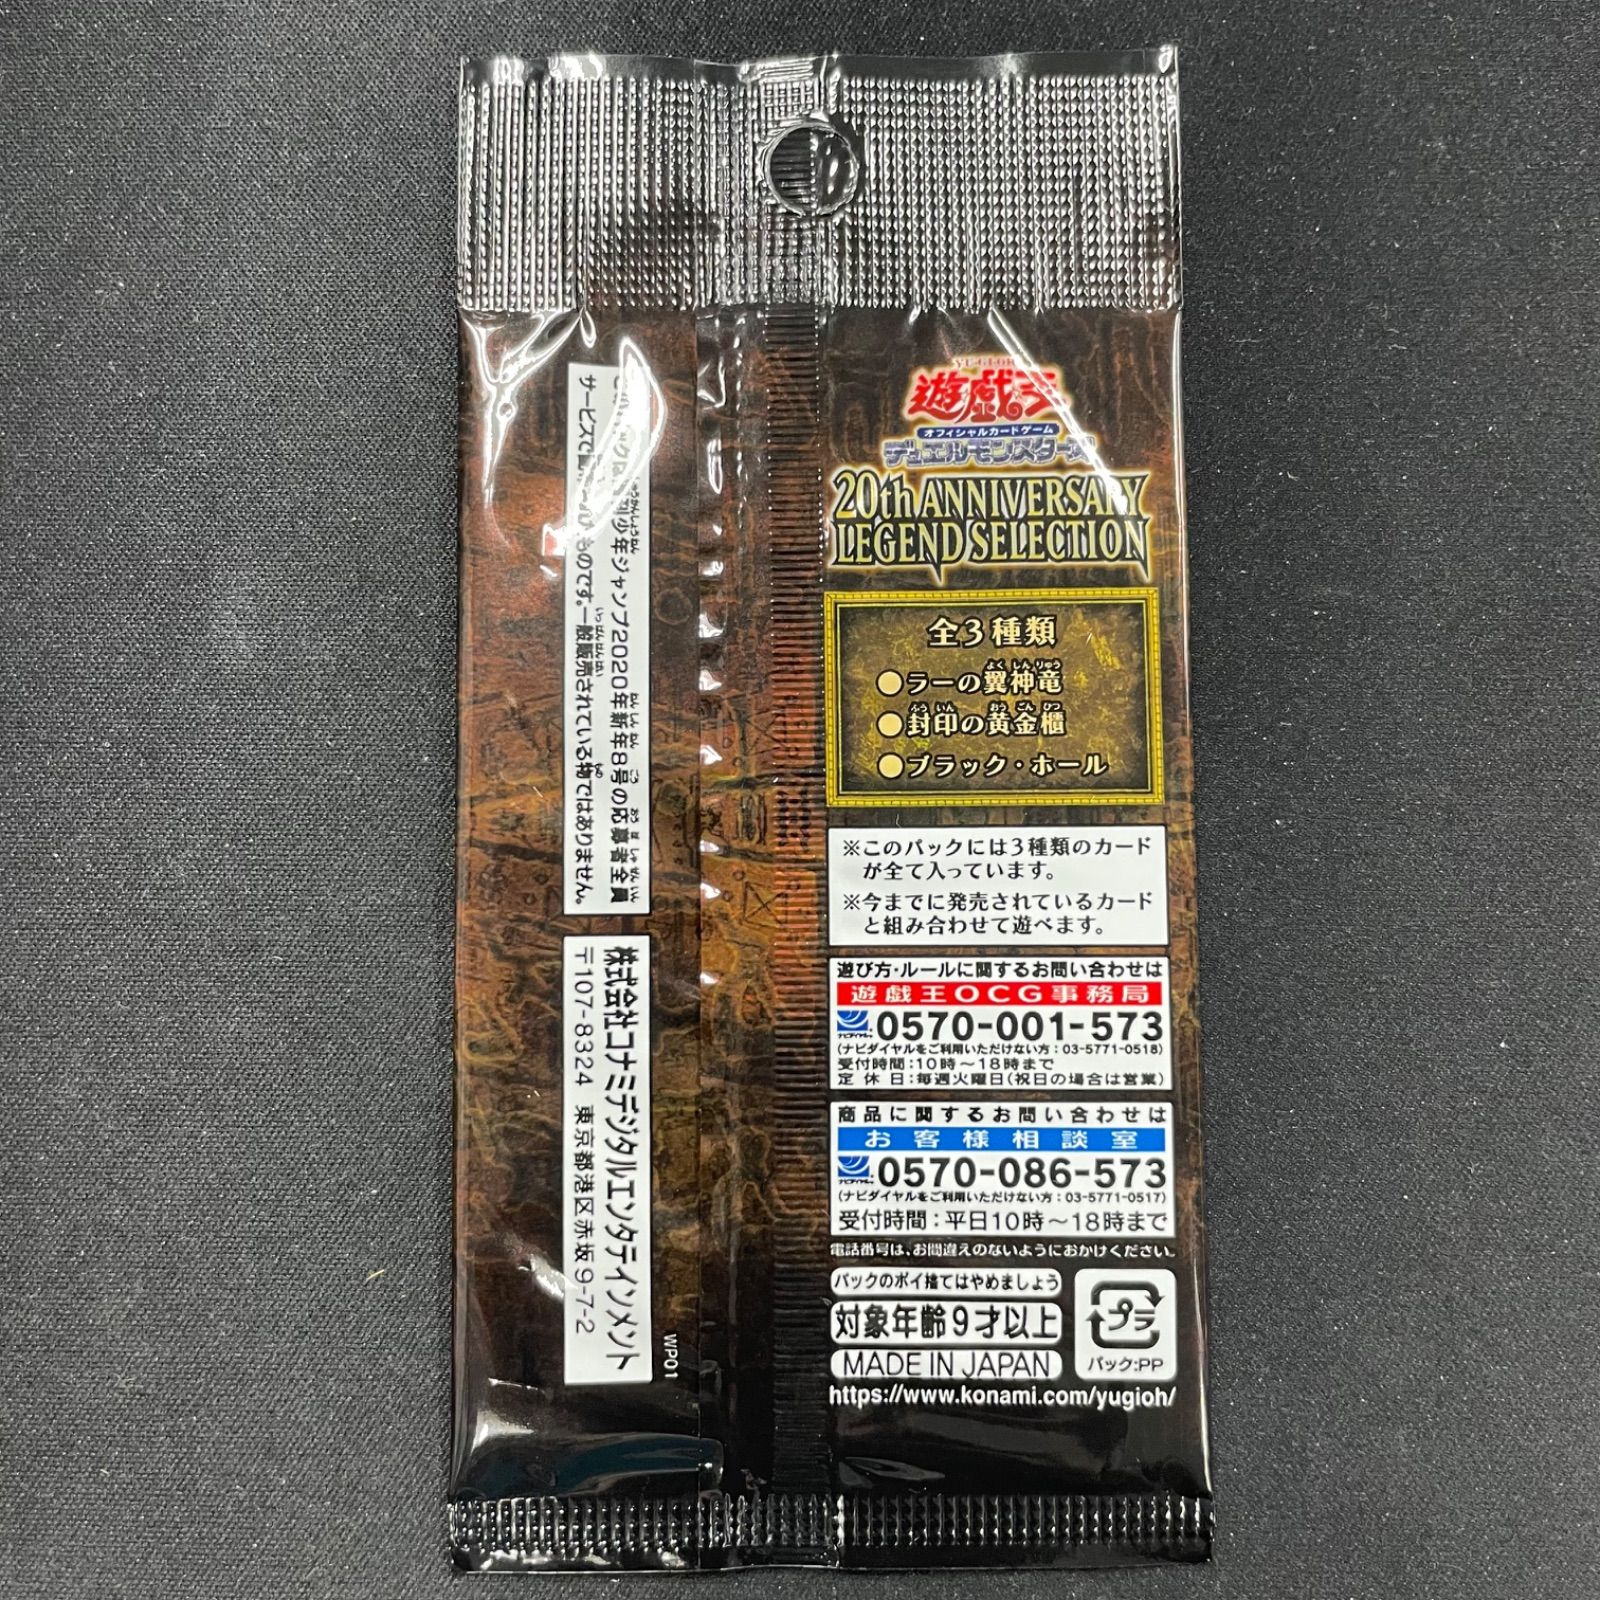 YU-GI-OH!
遊戯王
オフィシャルカードゲーム
デュエルモンスターズ
20th ANNIVERSARY
LEGEND SELECTION
全3種類
●ラーの翼神竜
●封印の黄金櫃
●ブラック・ホール
※このパックには3種類のカード
が全て入っています。
※今までに発売されているカード
と組み合わせて遊べます。
遊び方・ルールに関するお問い合わせは
遊戯王OCG事務局
0570-001-573
(ナビダイヤルをご利用いただけない方：03-5771-0518)
受付時間：10時～18時まで
定休日：毎週火曜日(祝日の場合は営業)
商品に関するお問い合わせは
お客様相談室
0570-086-573
(ナビダイヤルをご利用いただけない方：03-5771-0517)
受付時間：平日10時～18時まで
電話番号は、お間違えのないようにおかけください。
パックのポイ捨てはやめましょう
対象年齢9才以上
MADE IN JAPAN
プラ
パック:PP
https://www.konami.com/yugioh/
少年ジャンプ2020年新年8号の応募者全員
サービスで ものです。一般販売されている物ではありません。
株式会社コナミデジタルエンタテインメント
〒107-8324 東京都港区赤坂9-7-2
WP01